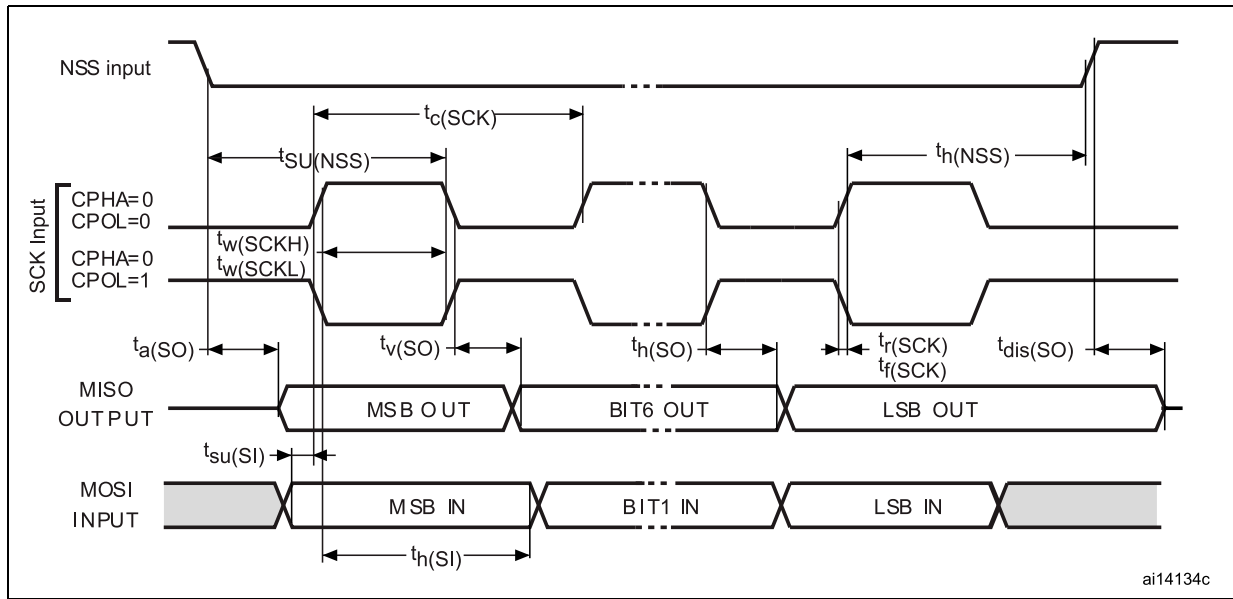 NSS input
tc(SCK)
tSU(NSS)
th(NSS)
SCK Input
CPHA=0
CPOL=0
tw(SCKH)
CPHA=0
tw(SCKL)
CPOL=1
ta(SO)
tv(SO)
th(SO)
tr(SCK)
tf(SCK)
tdis(SO)
MISO
OUTPUT
MSB OUT
BIT6 OUT
LSB OUT
tsu(SI)
MOSI
INPUT
MSB IN
BIT1 IN
LSB IN
th(SI)
ai14134c